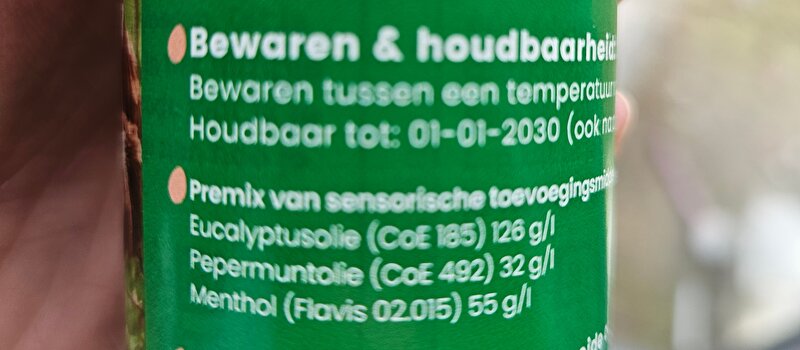 Bewaren & houdbaarheid:
Bewaren tussen een temperatuur
Houdbaar tot: 01-01-2030 (ook na
Premix van sensorische toevoegingsmidde
Eucalyptusolie (CoE 185) 126 g/l
Pepermuntolie (CoE 492) 32 g/l
Menthol (Flavis 02.015) 55 g/l